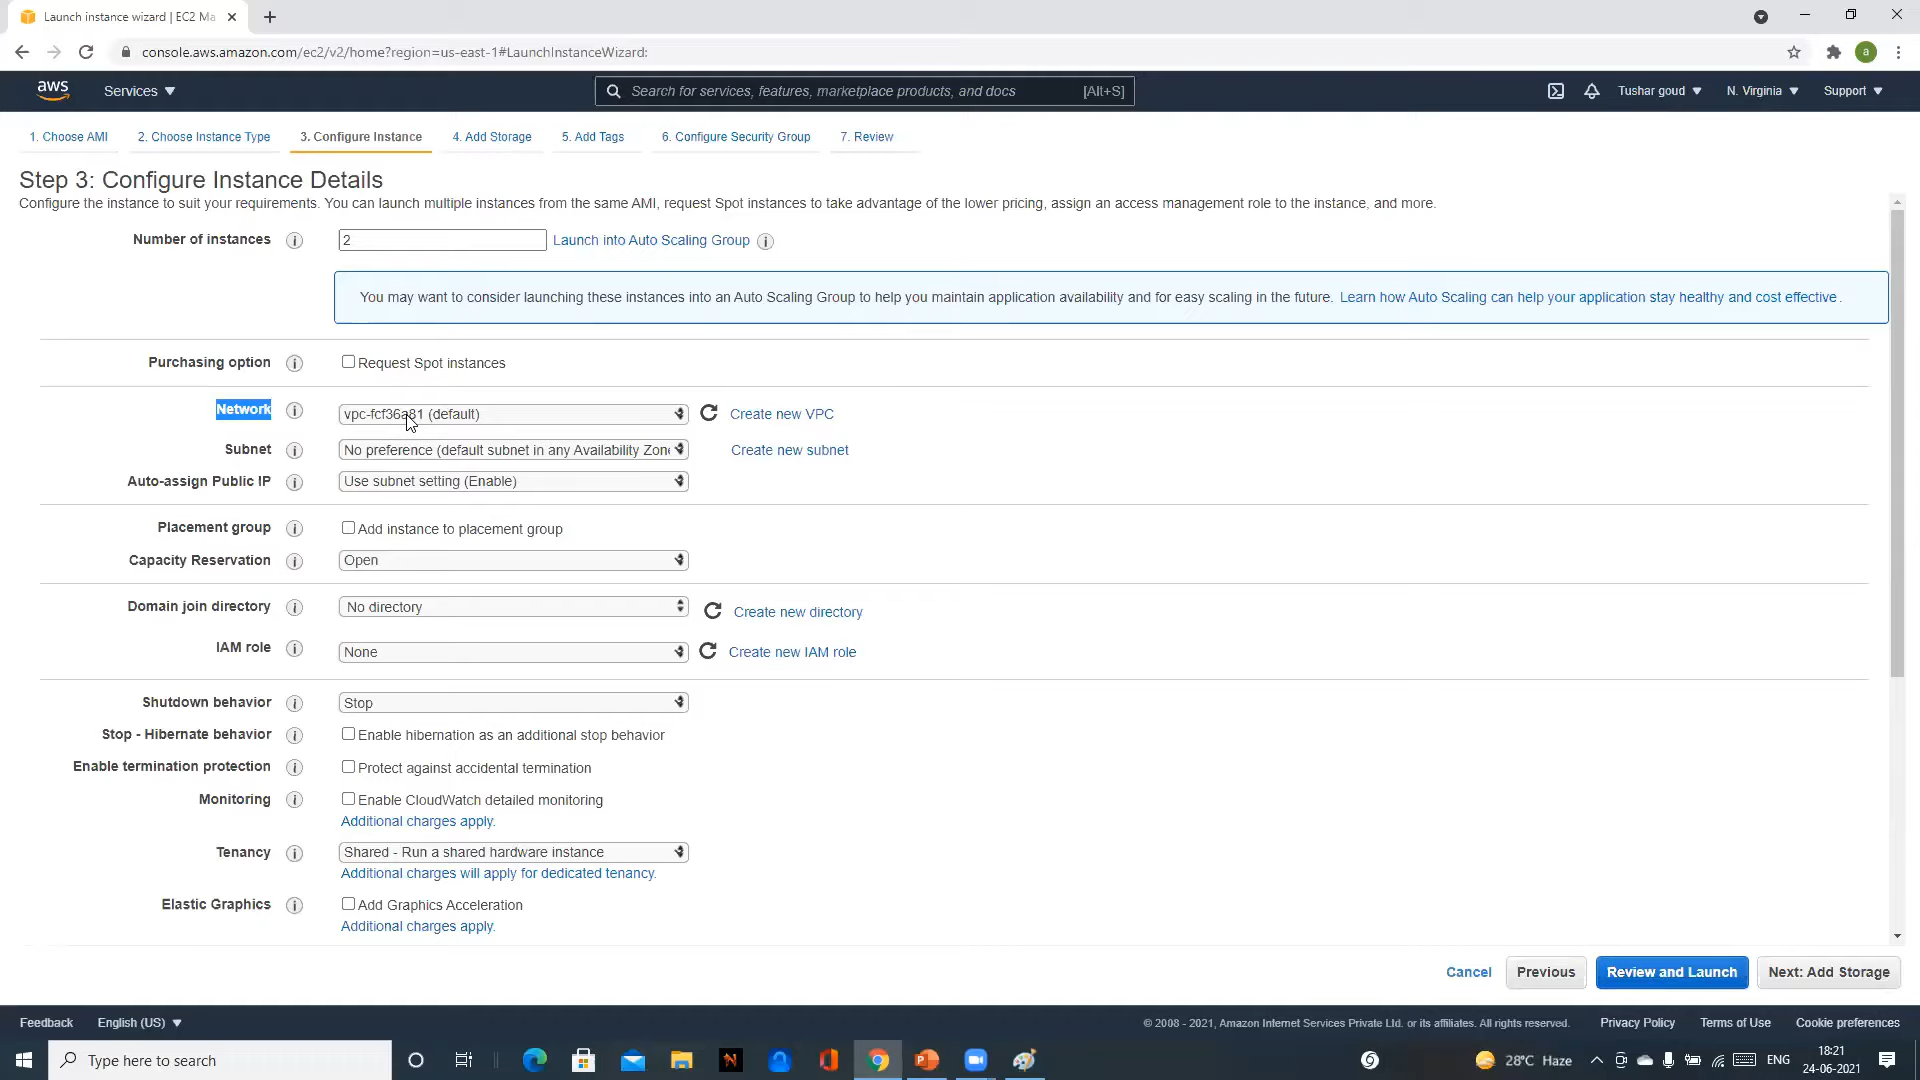 Launch instance wizard | EC2 Ma
console.aws.amazon.com/ec2/v2/home?region=us-east-1#LaunchInstanceWizard:
a
aws Services Search for services, features, marketplace products, and docs [Alt+S] Tushar goud N. Virginia Support
1. Choose AMI 2. Choose Instance Type 3. Configure Instance 4. Add Storage 5. Add Tags 6. Configure Security Group 7. Review
Step 3: Configure Instance Details
Configure the instance to suit your requirements. You can launch multiple instances from the same AMI, request Spot instances to take advantage of the lower pricing, assign an access management role to the instance, and more.
Number of instances i 2 Launch into Auto Scaling Group i
You may want to consider launching these instances into an Auto Scaling Group to help you maintain application availability and for easy scaling in the future. Learn how Auto Scaling can help your application stay healthy and cost effective.
Purchasing option i Request Spot instances
Network i vpc-fcf36a81 (default) Create new VPC
Subnet i No preference (default subnet in any Availability Zone Create new subnet
Auto-assign Public IP i Use subnet setting (Enable)
Placement group i Add instance to placement group
Capacity Reservation i Open
Domain join directory i No directory Create new directory
IAM role i None Create new IAM role
Shutdown behavior i Stop
Stop - Hibernate behavior i Enable hibernation as an additional stop behavior
Enable termination protection i Protect against accidental termination
Monitoring i Enable CloudWatch detailed monitoring
Additional charges apply.
Tenancy i Shared - Run a shared hardware instance
Additional charges will apply for dedicated tenancy.
Elastic Graphics i Add Graphics Acceleration
Additional charges apply.
Cancel Previous Review and Launch Next: Add Storage
Feedback English (US) © 2008 - 2021, Amazon Internet Services Private Ltd. or its affiliates. All rights reserved. Privacy Policy Terms of Use Cookie preferences
Type here to search 28°C Haze ENG 18:21
24-06-2021